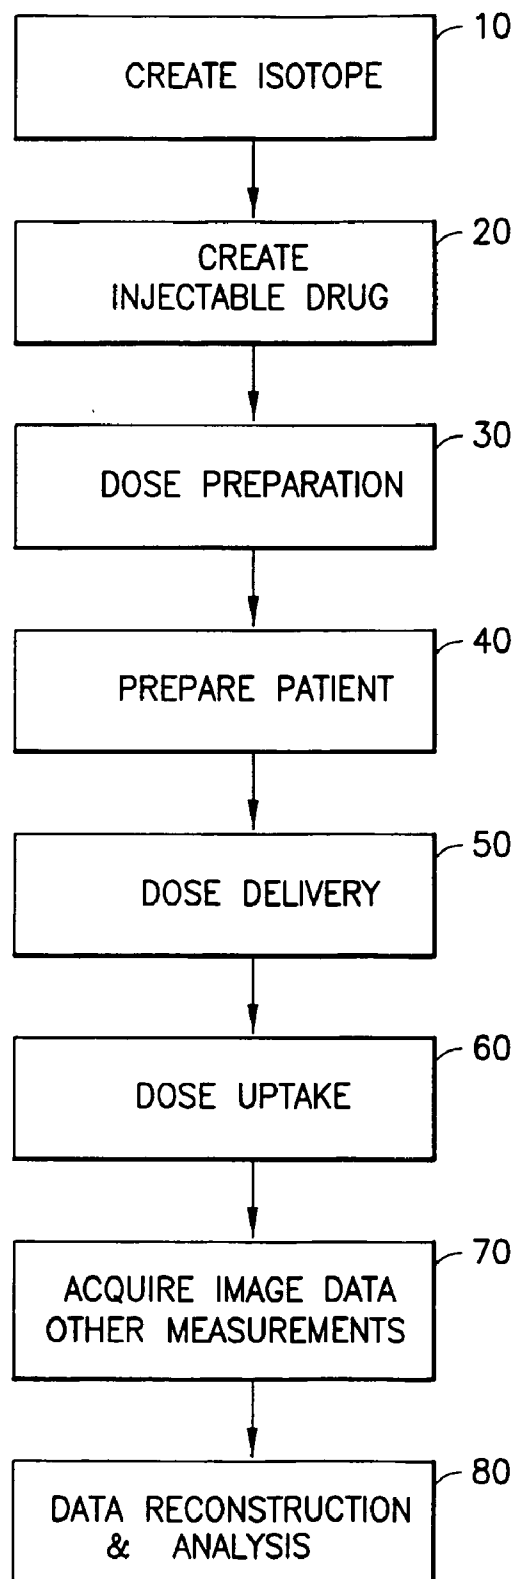 10
CREATE ISOTOPE
20
CREATE
INJECTABLE DRUG
30
DOSE PREPARATION
40
PREPARE PATIENT
50
DOSE DELIVERY
60
DOSE UPTAKE
70
ACQUIRE IMAGE DATA
OTHER MEASUREMENTS
80
DATA RECONSTRUCTION
& ANALYSIS